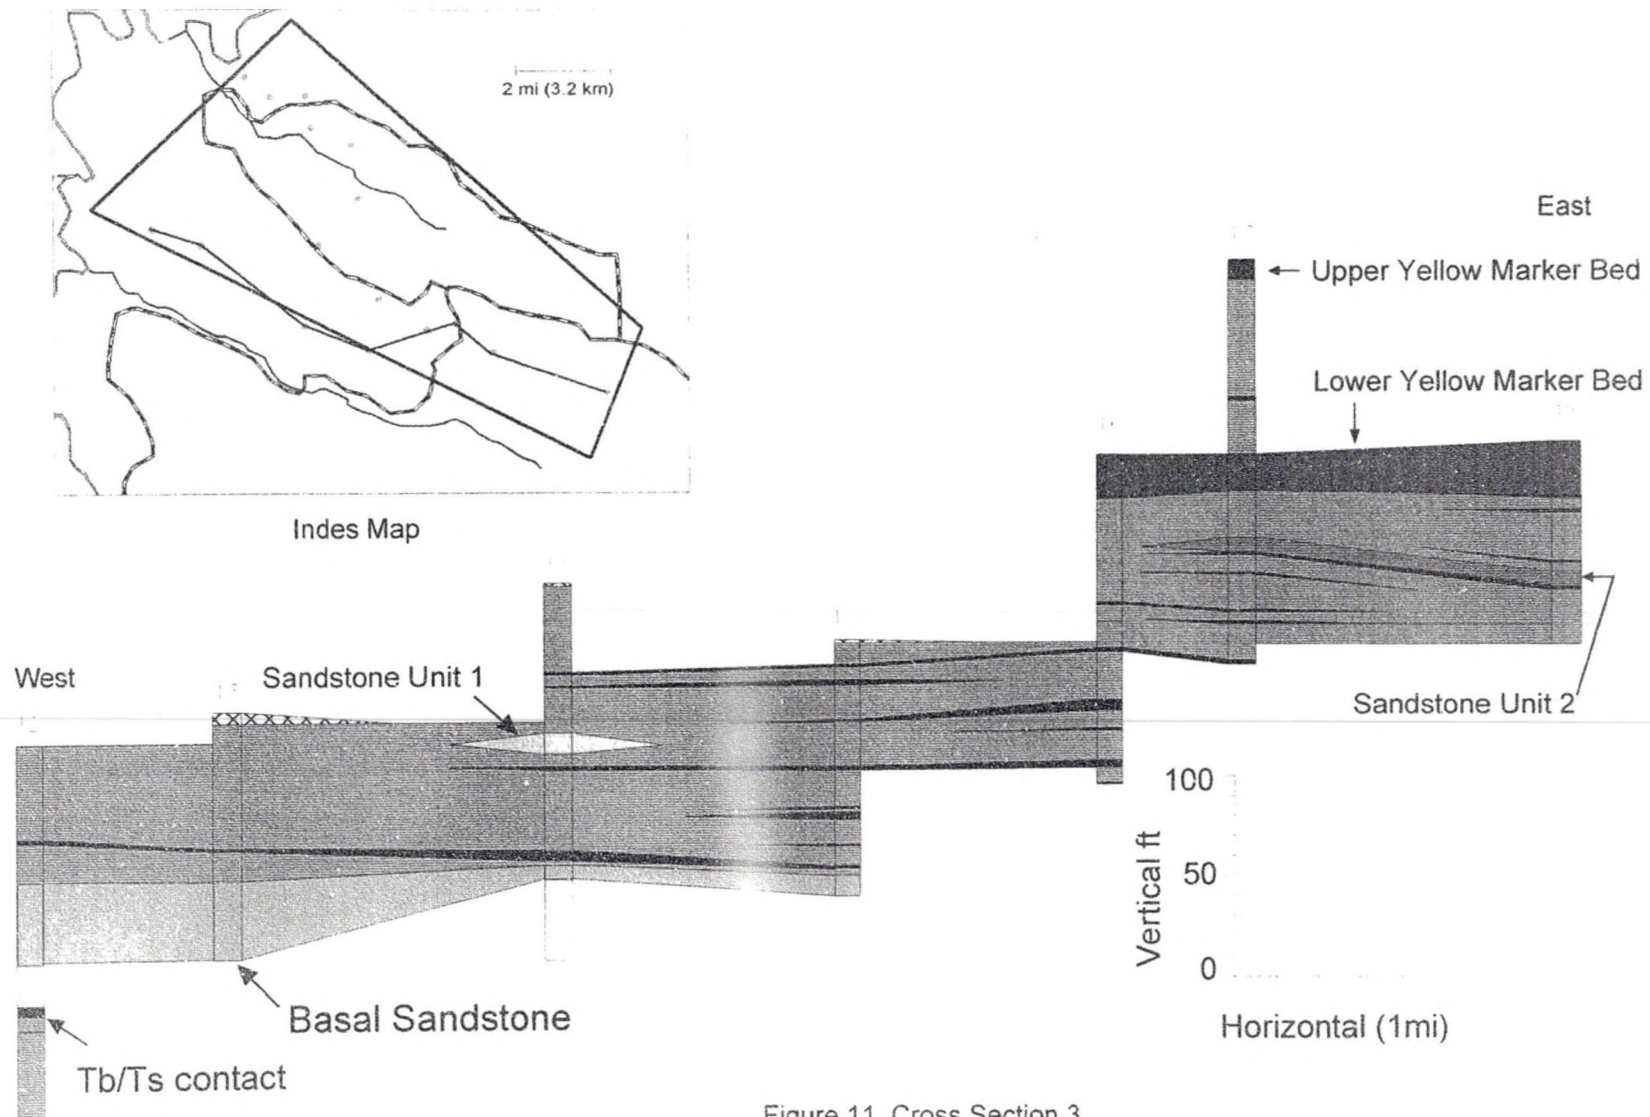 2 mi (3.2 km)
East
Upper Yellow Marker Bed
Lower Yellow Marker Bed
Indes Map
West
Sandstone Unit 1
Sandstone Unit 2
100
50
0
Vertical ft
Basal Sandstone
Horizontal (1mi)
Tb/Ts contact
Figure 11. Cross Section 3